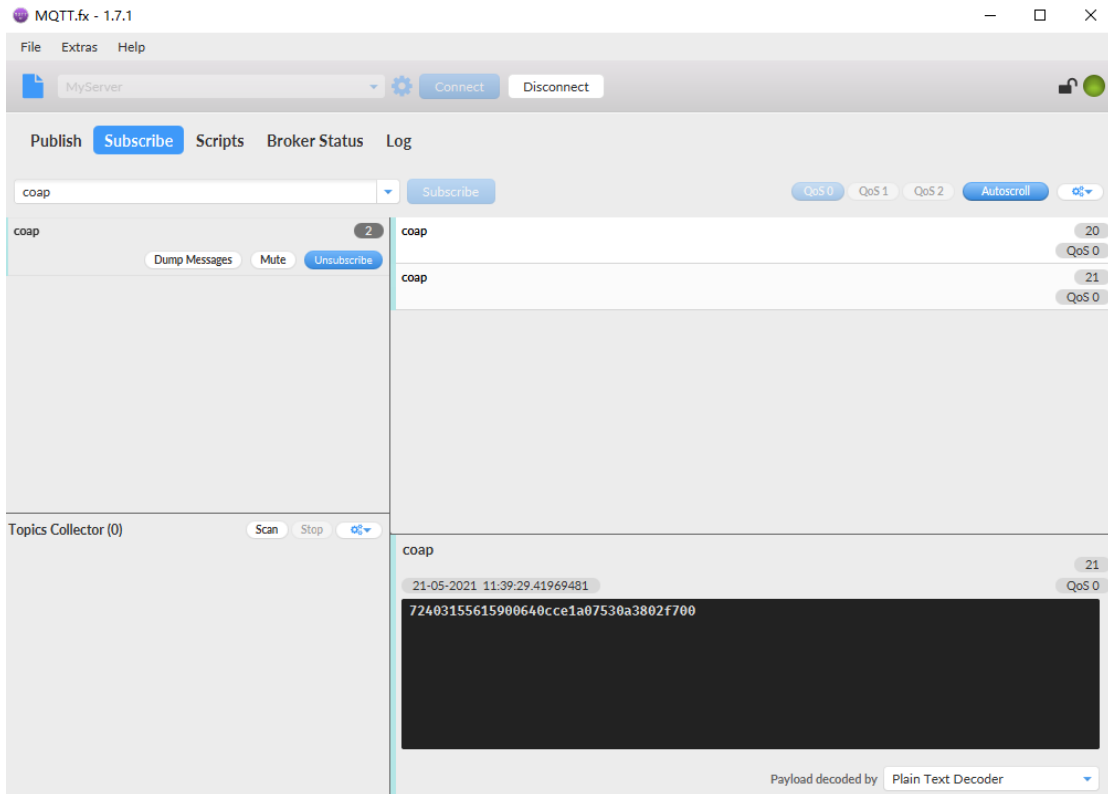 MQTT.fx - 1.7.1
File Extras Help
MyServer Connect Disconnect
Publish Subscribe Scripts Broker Status Log
coap Subscribe QoS 0 QoS 1 QoS 2 Autoscroll
coap 2
Dump Messages Mute Unsubscribe
coap 20
QoS 0
coap 21
QoS 0
Topics Collector (0) Scan Stop
coap
21
21-05-2021 11:39:29.41969481 QoS 0
72403155615900640cce1a07530a3802f700
Payload decoded by Plain Text Decoder